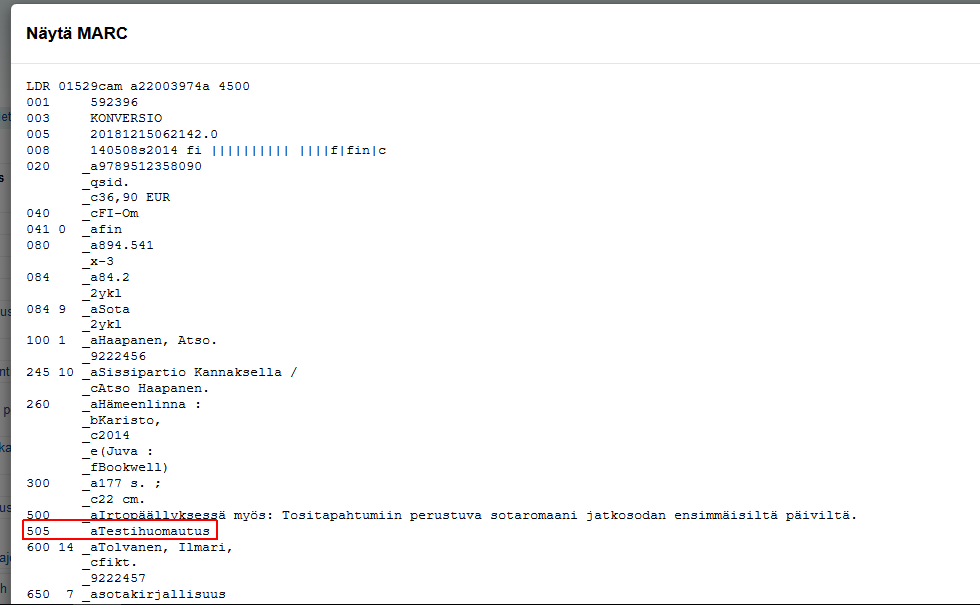 Näytä MARC
LDR 01529cam a22003974a 4500
001 592396
003 KONVERSIO
005 20181215062142.0
008 140508s2014 fi |||||||||| ||||f|fin|c
020 _a9789512358090
_qsid.
_c36,90 EUR
040 _cFI-Om
041 0 _afin
080 _a894.541
_x-3
084 _a84.2
_2ykl
084 9 _aSota
_2ykl
100 1 _aHaapanen, Atso.
_9222456
245 10 _aSissipartio Kannaksella /
_cAtso Haapanen.
260 _aHämeenlinna :
_bKaristo,
_c2014
_e(Juva :
_fBookwell)
300 _a177 s. ;
_c22 cm.
500 _aIrtopäällyksessä myös: Tositapahtumiin perustuva sotaromaani jatkosodan ensimmäisiltä päiviltä.
505 _aTestihuomautus
600 14 _aTolvanen, Ilmari,
_cfikt.
_9222457
650 7 _asotakirjallisuus